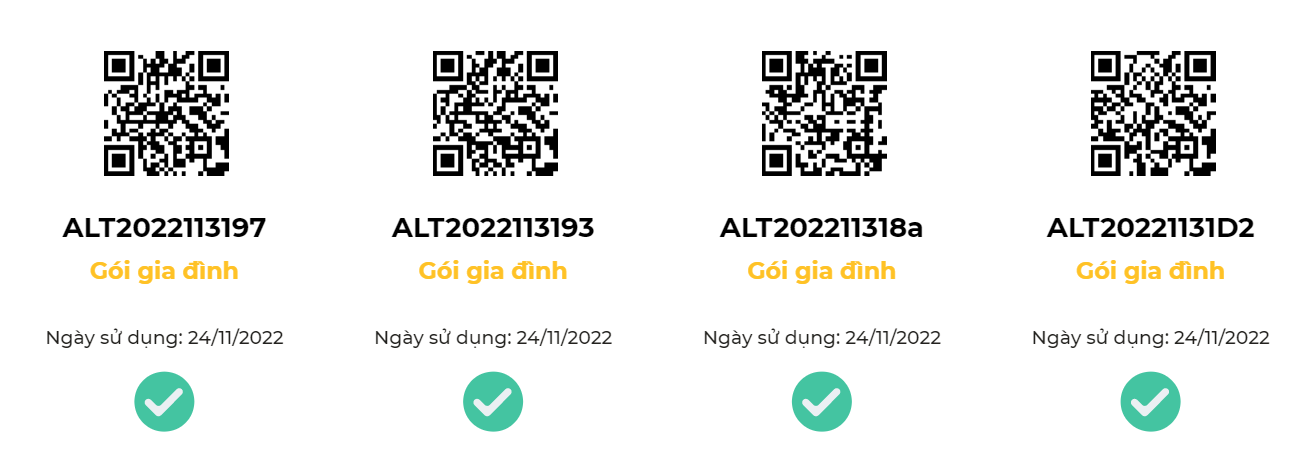 ALT2022113197
Gói gia đình
Ngày sử dụng: 24/11/2022
ALT2022113193
Gói gia đình
Ngày sử dụng: 24/11/2022
ALT202211318a
Gói gia đình
Ngày sử dụng: 24/11/2022
ALT20221131D2
Gói gia đình
Ngày sử dụng: 24/11/2022